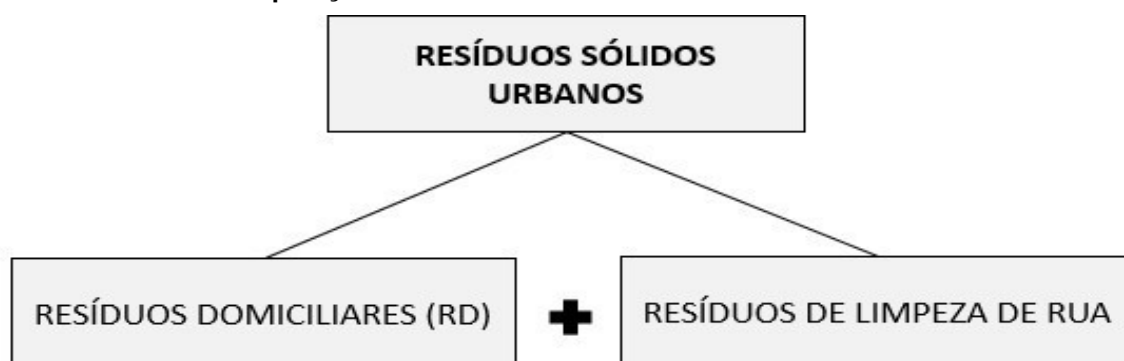 RESÍDUOS SÓLIDOS
URBANOS
RESÍDUOS DOMICILIARES (RD)
RESÍDUOS DE LIMPEZA DE RUA